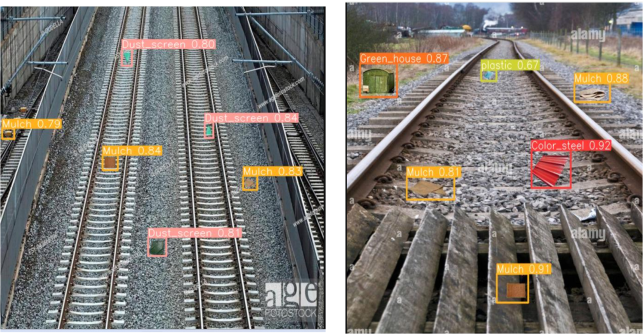 Dust_screen 0.80
Mulch 0.79
Dust_screen 0.84
Mulch 0.84
Mulch 0.83
Dust_screen 0.81
age
FOTOSTOCK
alamy
Green_house 0.87
plastic 0.67
Mulch 0.88
alamy
Color_steel 0.92
Mulch 0.81
alamy
Mulch 0.91